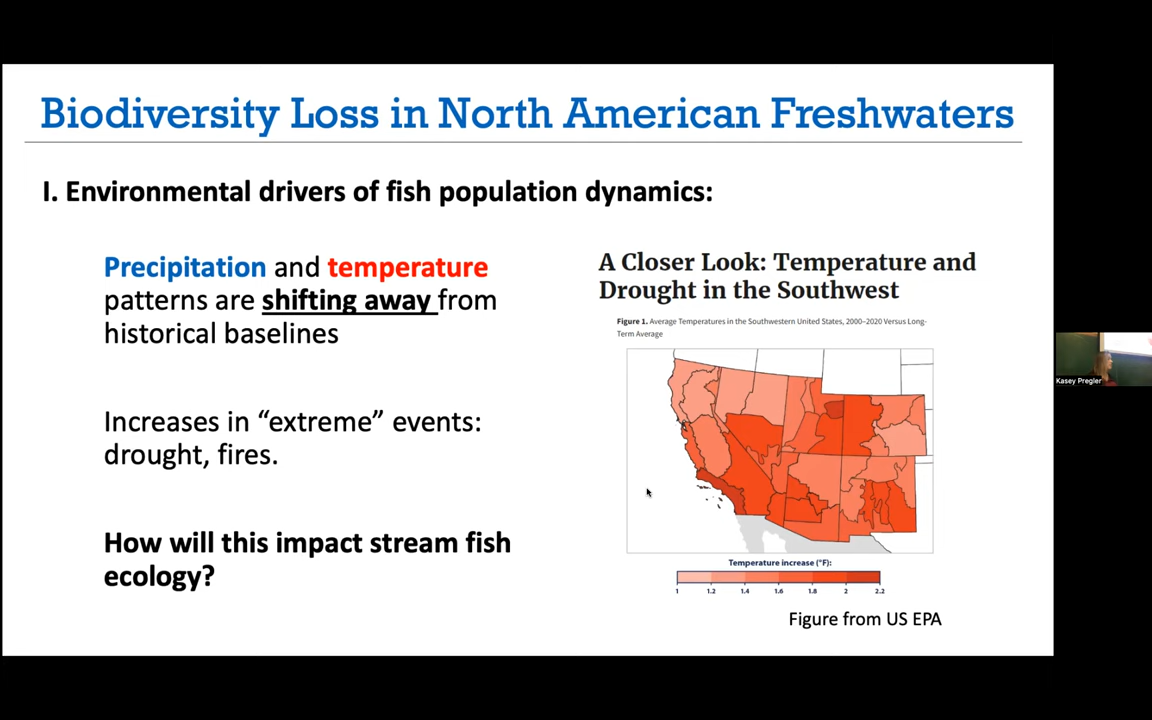 Biodiversity Loss in North American Freshwaters
I. Environmental drivers of fish population dynamics:
Precipitation and temperature
patterns are shifting away from
historical baselines
Increases in “extreme” events:
drought, fires.
How will this impact stream fish
ecology?
A Closer Look: Temperature and
Drought in the Southwest
Figure 1. Average Temperatures in the Southwestern United States, 2000–2020 Versus Long-
Term Average
Temperature increase (°F):
1 1.2 1.4 1.6 1.8 2 2.2
Figure from US EPA
Kasey Pregler